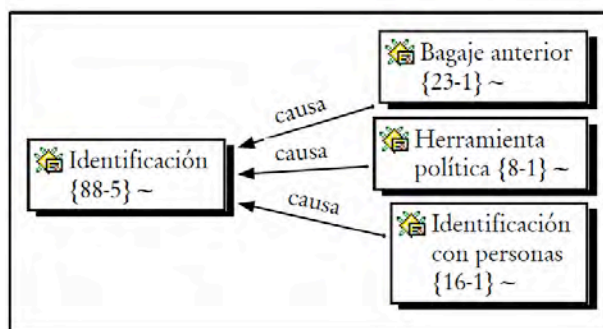 Bagaje anterior
{23-1} ~
causa
Identificación
{88-5} ~
causa
Herramienta
política {8-1} ~
causa
Identificación
con personas
{16-1} ~